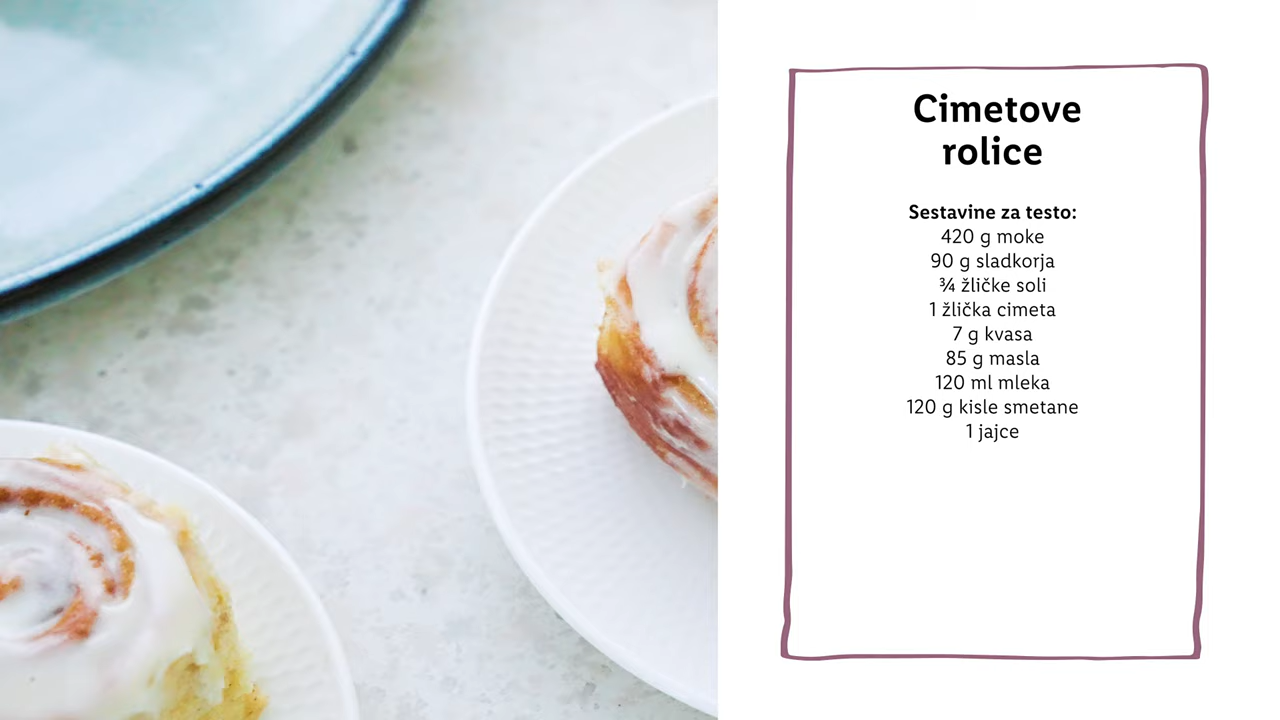 Cimetove
rolice
Sestavine za testo:
420 g moke
90 g sladkorja
¾ žličke soli
1 žlička cimeta
7 g kvasa
85 g masla
120 ml mleka
120 g kisle smetane
1 jajce